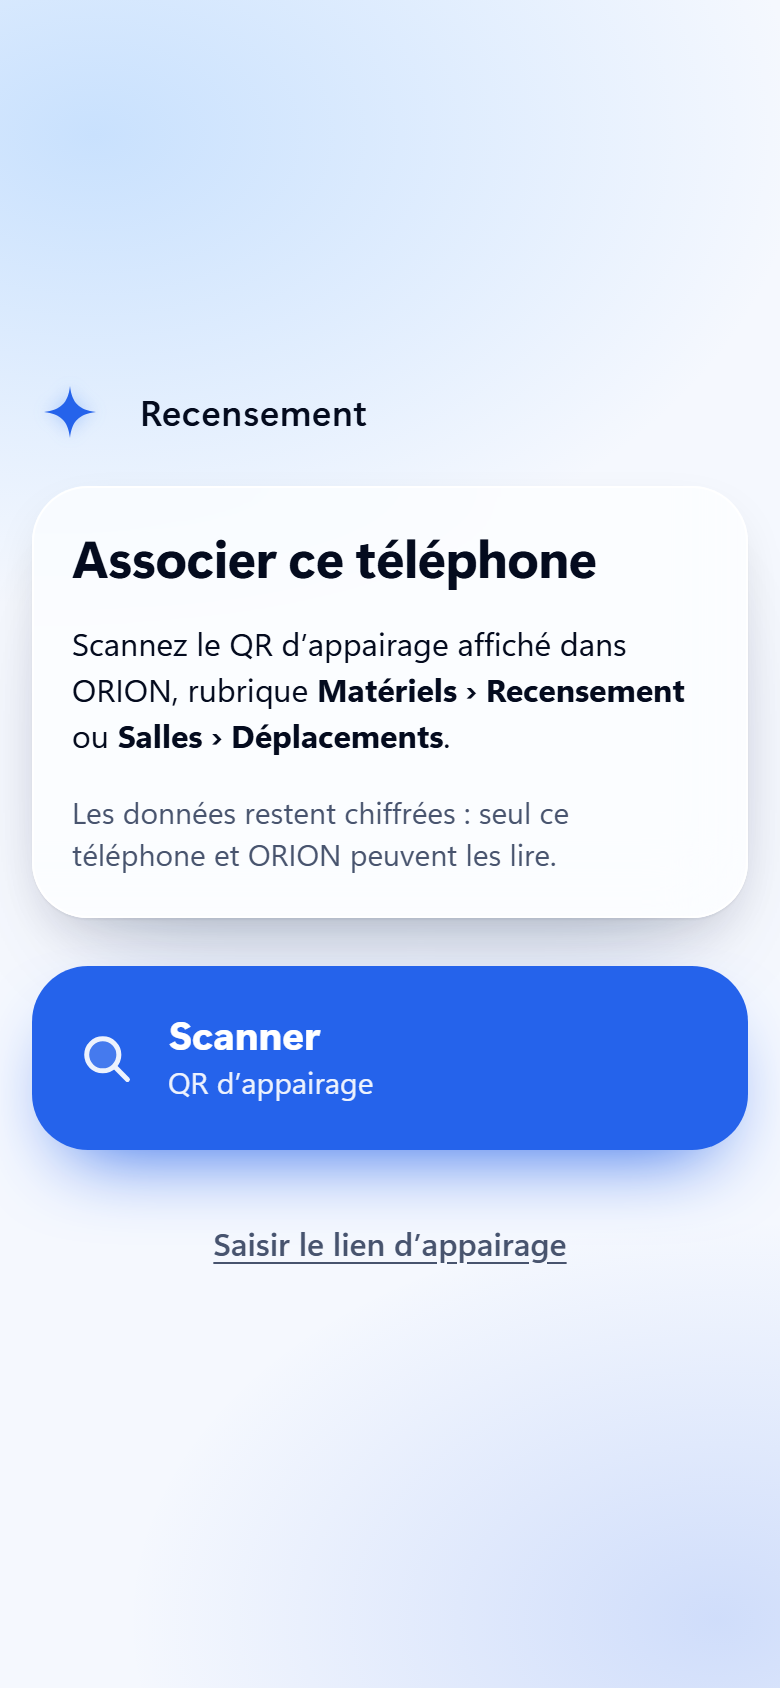 Recensement
Associer ce téléphone
Scannez le QR d’appairage affiché dans
ORION, rubrique Matériels › Recensement
ou Salles › Déplacements.
Les données restent chiffrées : seul ce
téléphone et ORION peuvent les lire.
Scanner
QR d’appairage
Saisir le lien d’appairage